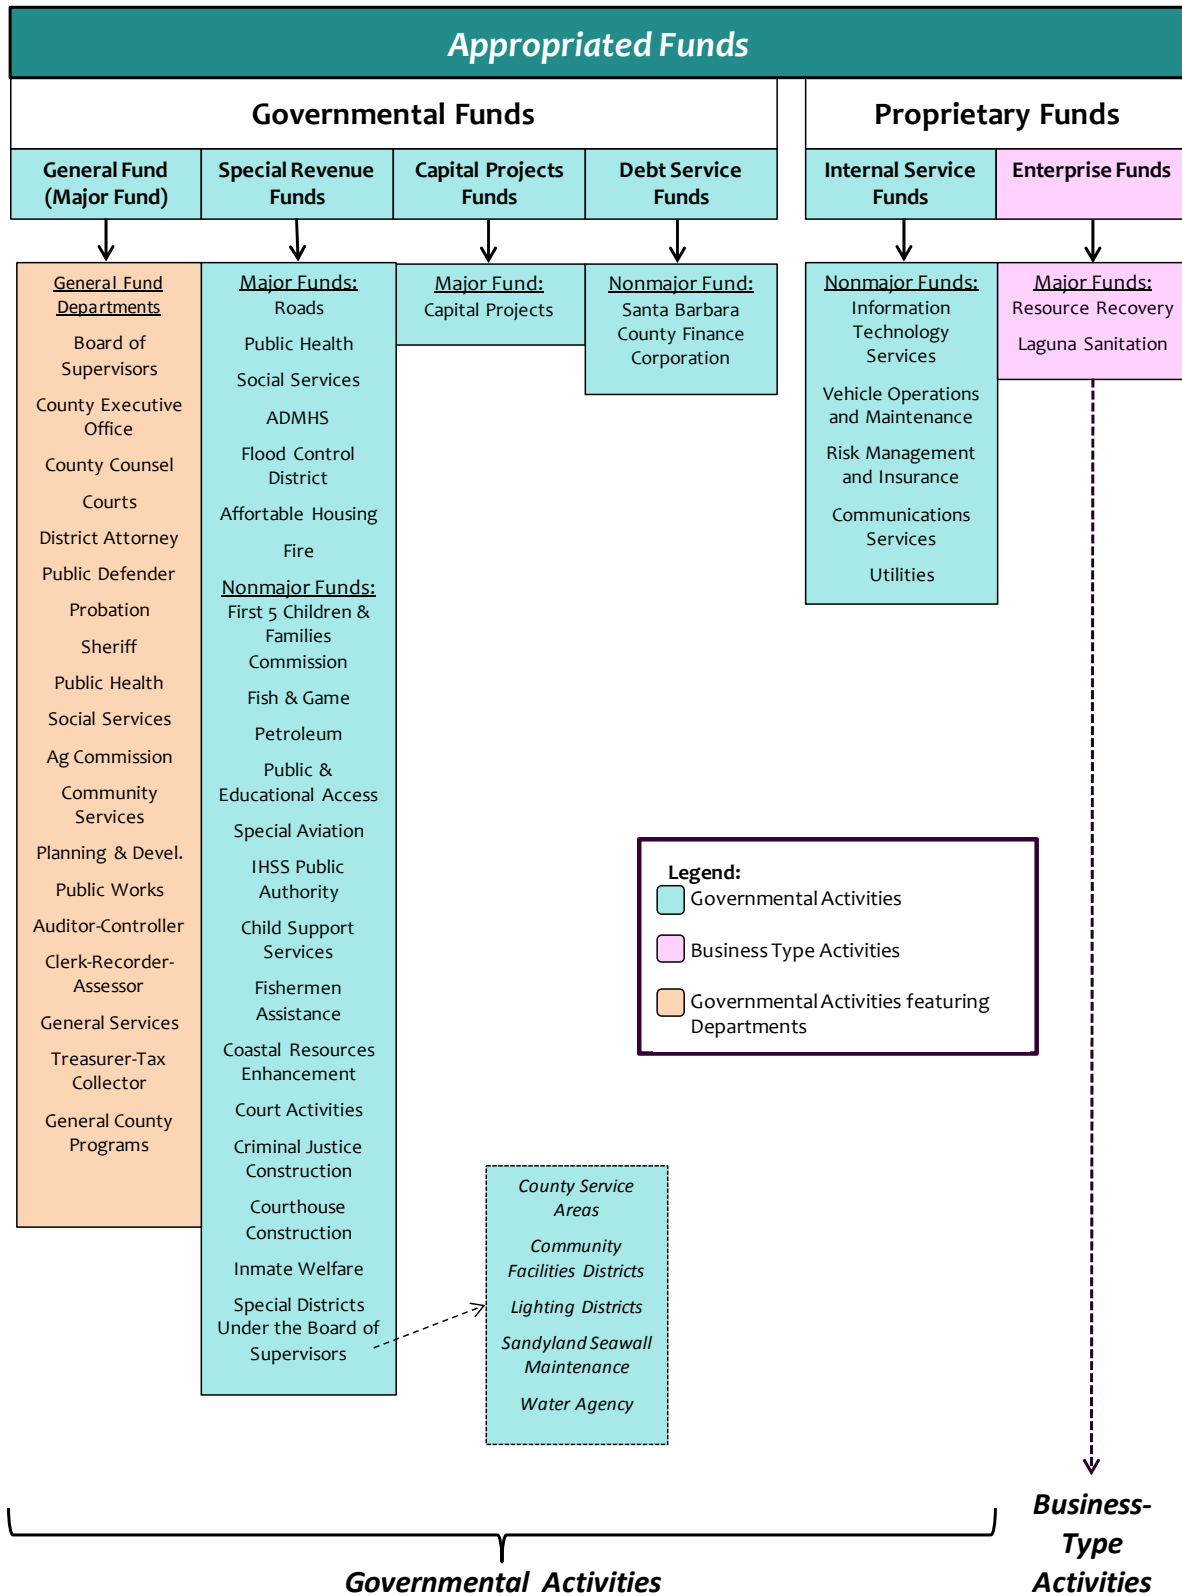 Appropriated Funds
Governmental Funds
Proprietary Funds
General Fund
(Major Fund)
Special Revenue
Funds
Capital Projects
Funds
Debt Service
Funds
Internal Service
Funds
Enterprise Funds
General Fund
Departments
Board of
Supervisors
County Executive
Office
County Counsel
Courts
District Attorney
Public Defender
Probation
Sheriff
Public Health
Social Services
Ag Commission
Community
Services
Planning & Devel.
Public Works
Auditor-Controller
Clerk-Recorder-
Assessor
General Services
Treasurer-Tax
Collector
General County
Programs
Major Funds:
Roads
Public Health
Social Services
ADMHS
Flood Control
District
Affortable Housing
Fire
Nonmajor Funds:
First 5 Children &
Families
Commission
Fish & Game
Petroleum
Public &
Educational Access
Special Aviation
IHSS Public
Authority
Child Support
Services
Fishermen
Assistance
Coastal Resources
Enhancement
Court Activities
Criminal Justice
Construction
Courthouse
Construction
Inmate Welfare
Special Districts
Under the Board of
Supervisors
County Service
Areas
Community
Facilities Districts
Lighting Districts
Sandyland Seawall
Maintenance
Water Agency
Major Fund:
Capital Projects
Nonmajor Fund:
Santa Barbara
County Finance
Corporation
Nonmajor Funds:
Information
Technology
Services
Vehicle Operations
and Maintenance
Risk Management
and Insurance
Communications
Services
Utilities
Major Funds:
Resource Recovery
Laguna Sanitation
Legend:
Governmental Activities
Business Type Activities
Governmental Activities featuring
Departments
Governmental Activities
Business-
Type
Activities